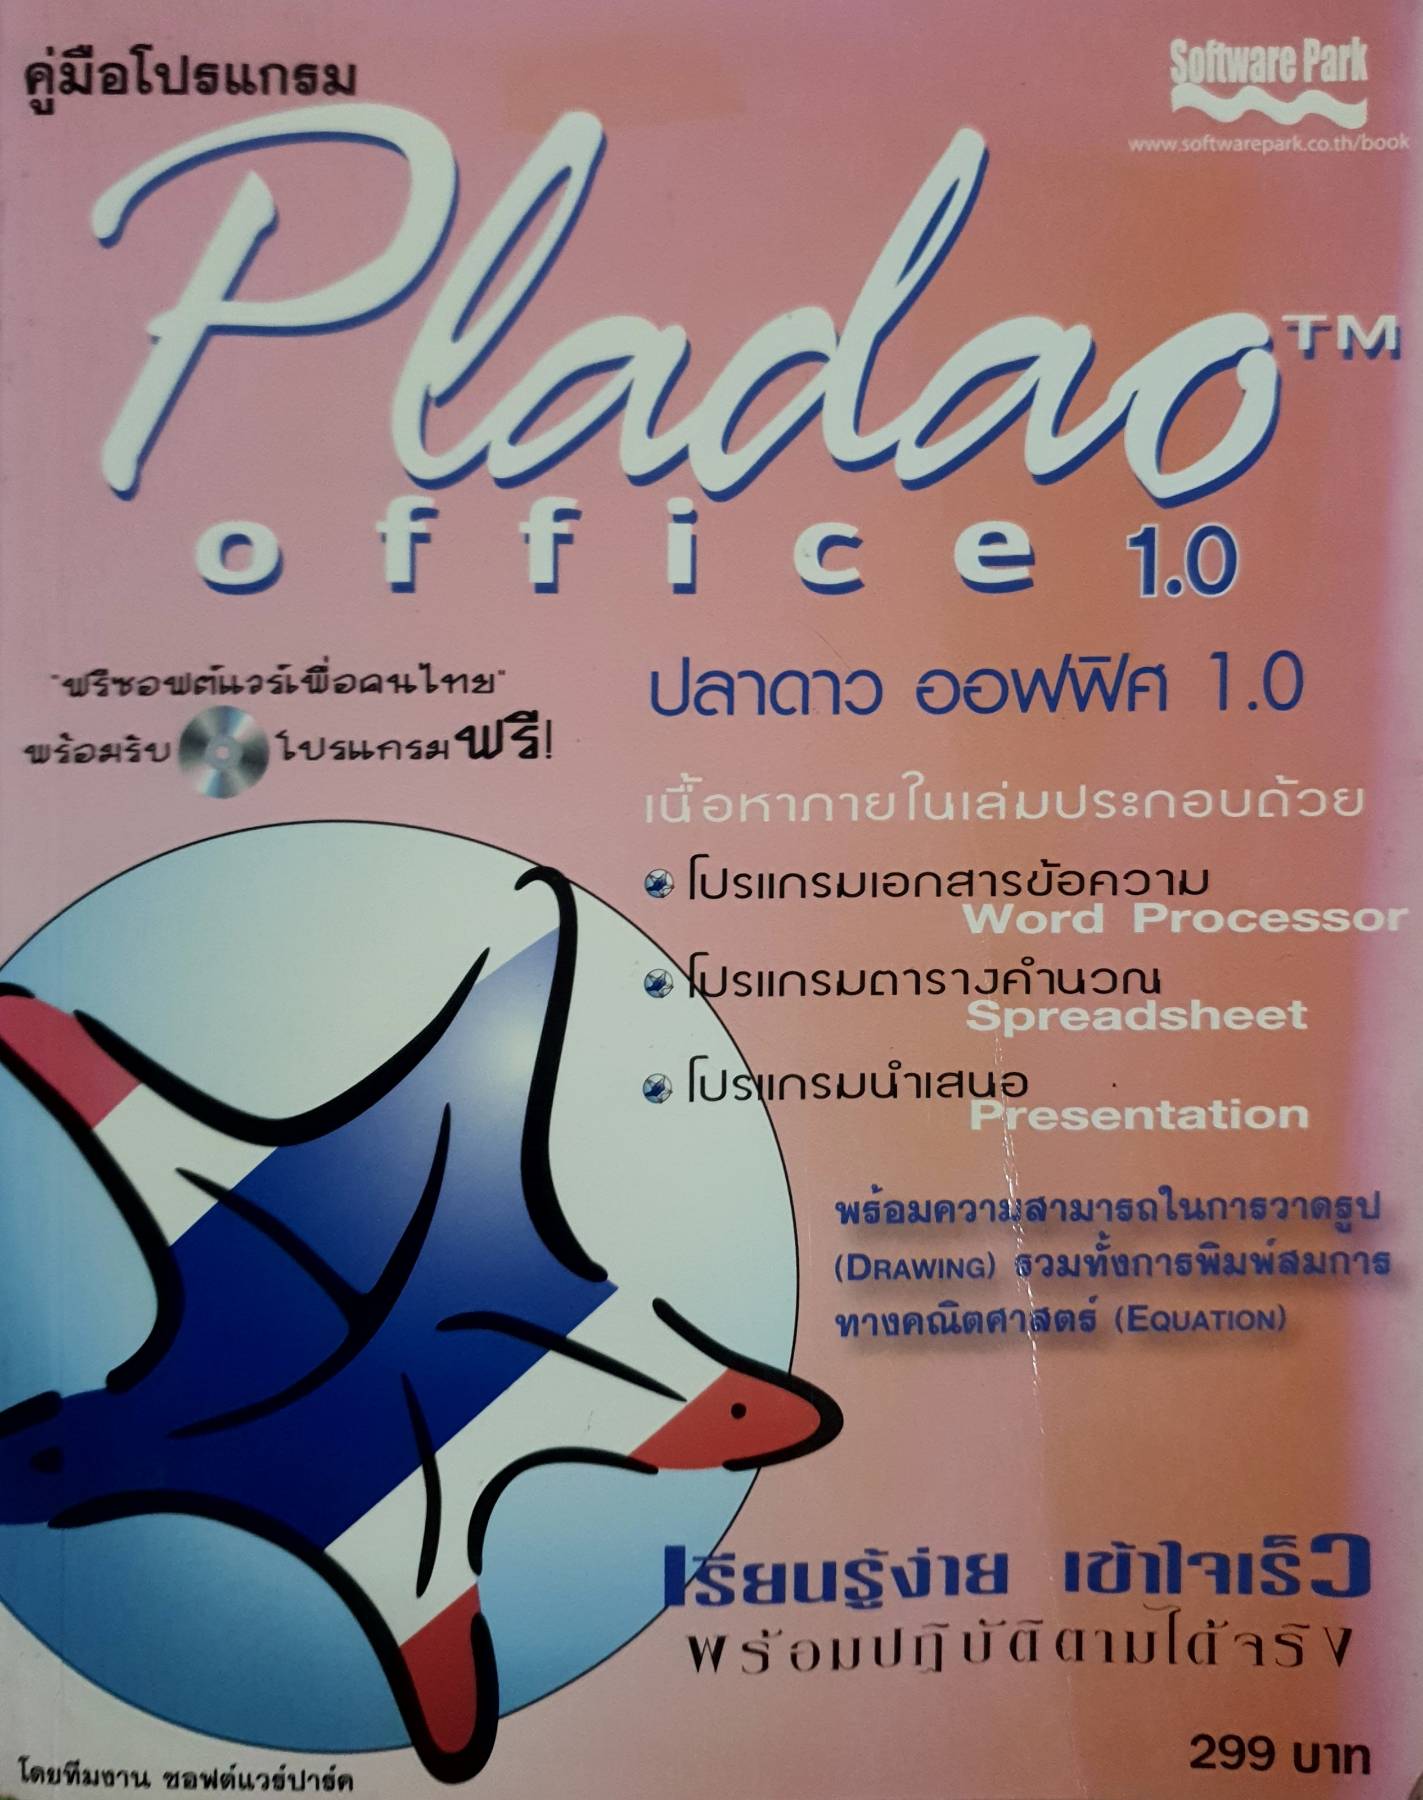 คู่มือโปรแกรม
Software Park
www.softwarepark.co.th/book
Pladao™
office 1.0
"ฟรีซอฟต์แวร์เพื่อคนไทย"
พร้อมรับ โปรแกรมฟรี!
ปลาดาว ออฟฟิศ 1.0
เนื้อหาภายในเล่มประกอบด้วย
โปรแกรมเอกสารข้อความ
Word Processor
โปรแกรมตารางคำนวณ
Spreadsheet
โปรแกรมนำเสนอ
Presentation
พร้อมความสามารถในการวาดรูป
(DRAWING) รวมทั้งการพิมพ์สมการ
ทางคณิตศาสตร์ (EQUATION)
เรียนรู้ง่าย เข้าใจเร็ว
พร้อมปฏิบัติตามได้จริง
299 บาท
โดยทีมงาน ซอฟต์แวร์ปาร์ค